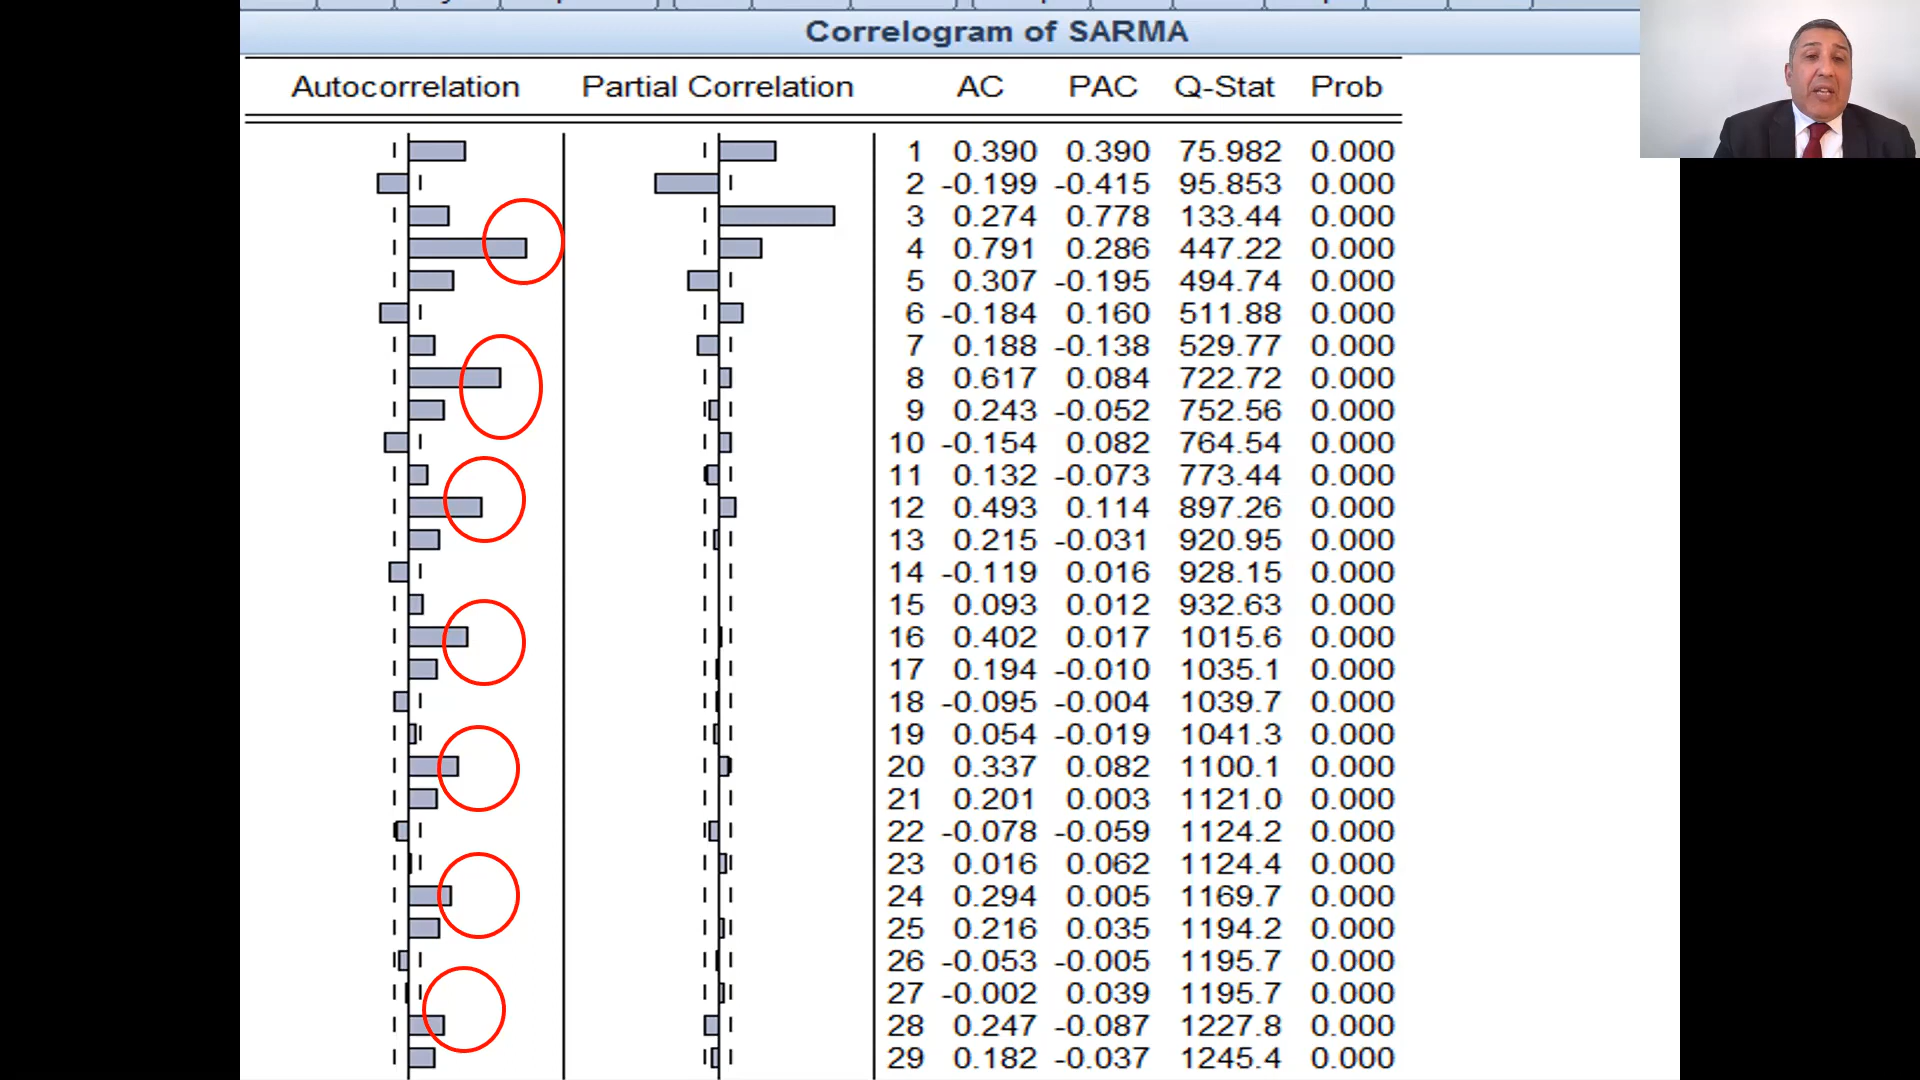 Correlogram of SARMA
Autocorrelation Partial Correlation AC PAC Q-Stat Prob
1 0.390 0.390 75.982 0.000
2 -0.199 -0.415 95.853 0.000
3 0.274 0.778 133.44 0.000
4 0.791 0.286 447.22 0.000
5 0.307 -0.195 494.74 0.000
6 -0.184 0.160 511.88 0.000
7 0.188 -0.138 529.77 0.000
8 0.617 0.084 722.72 0.000
9 0.243 -0.052 752.56 0.000
10 -0.154 0.082 764.54 0.000
11 0.132 -0.073 773.44 0.000
12 0.493 0.114 897.26 0.000
13 0.215 -0.031 920.95 0.000
14 -0.119 0.016 928.15 0.000
15 0.093 0.012 932.63 0.000
16 0.402 0.017 1015.6 0.000
17 0.194 -0.010 1035.1 0.000
18 -0.095 -0.004 1039.7 0.000
19 0.054 -0.019 1041.3 0.000
20 0.337 0.082 1100.1 0.000
21 0.201 0.003 1121.0 0.000
22 -0.078 -0.059 1124.2 0.000
23 0.016 0.062 1124.4 0.000
24 0.294 0.005 1169.7 0.000
25 0.216 0.035 1194.2 0.000
26 -0.053 -0.005 1195.7 0.000
27 -0.002 0.039 1195.7 0.000
28 0.247 -0.087 1227.8 0.000
29 0.182 -0.037 1245.4 0.000